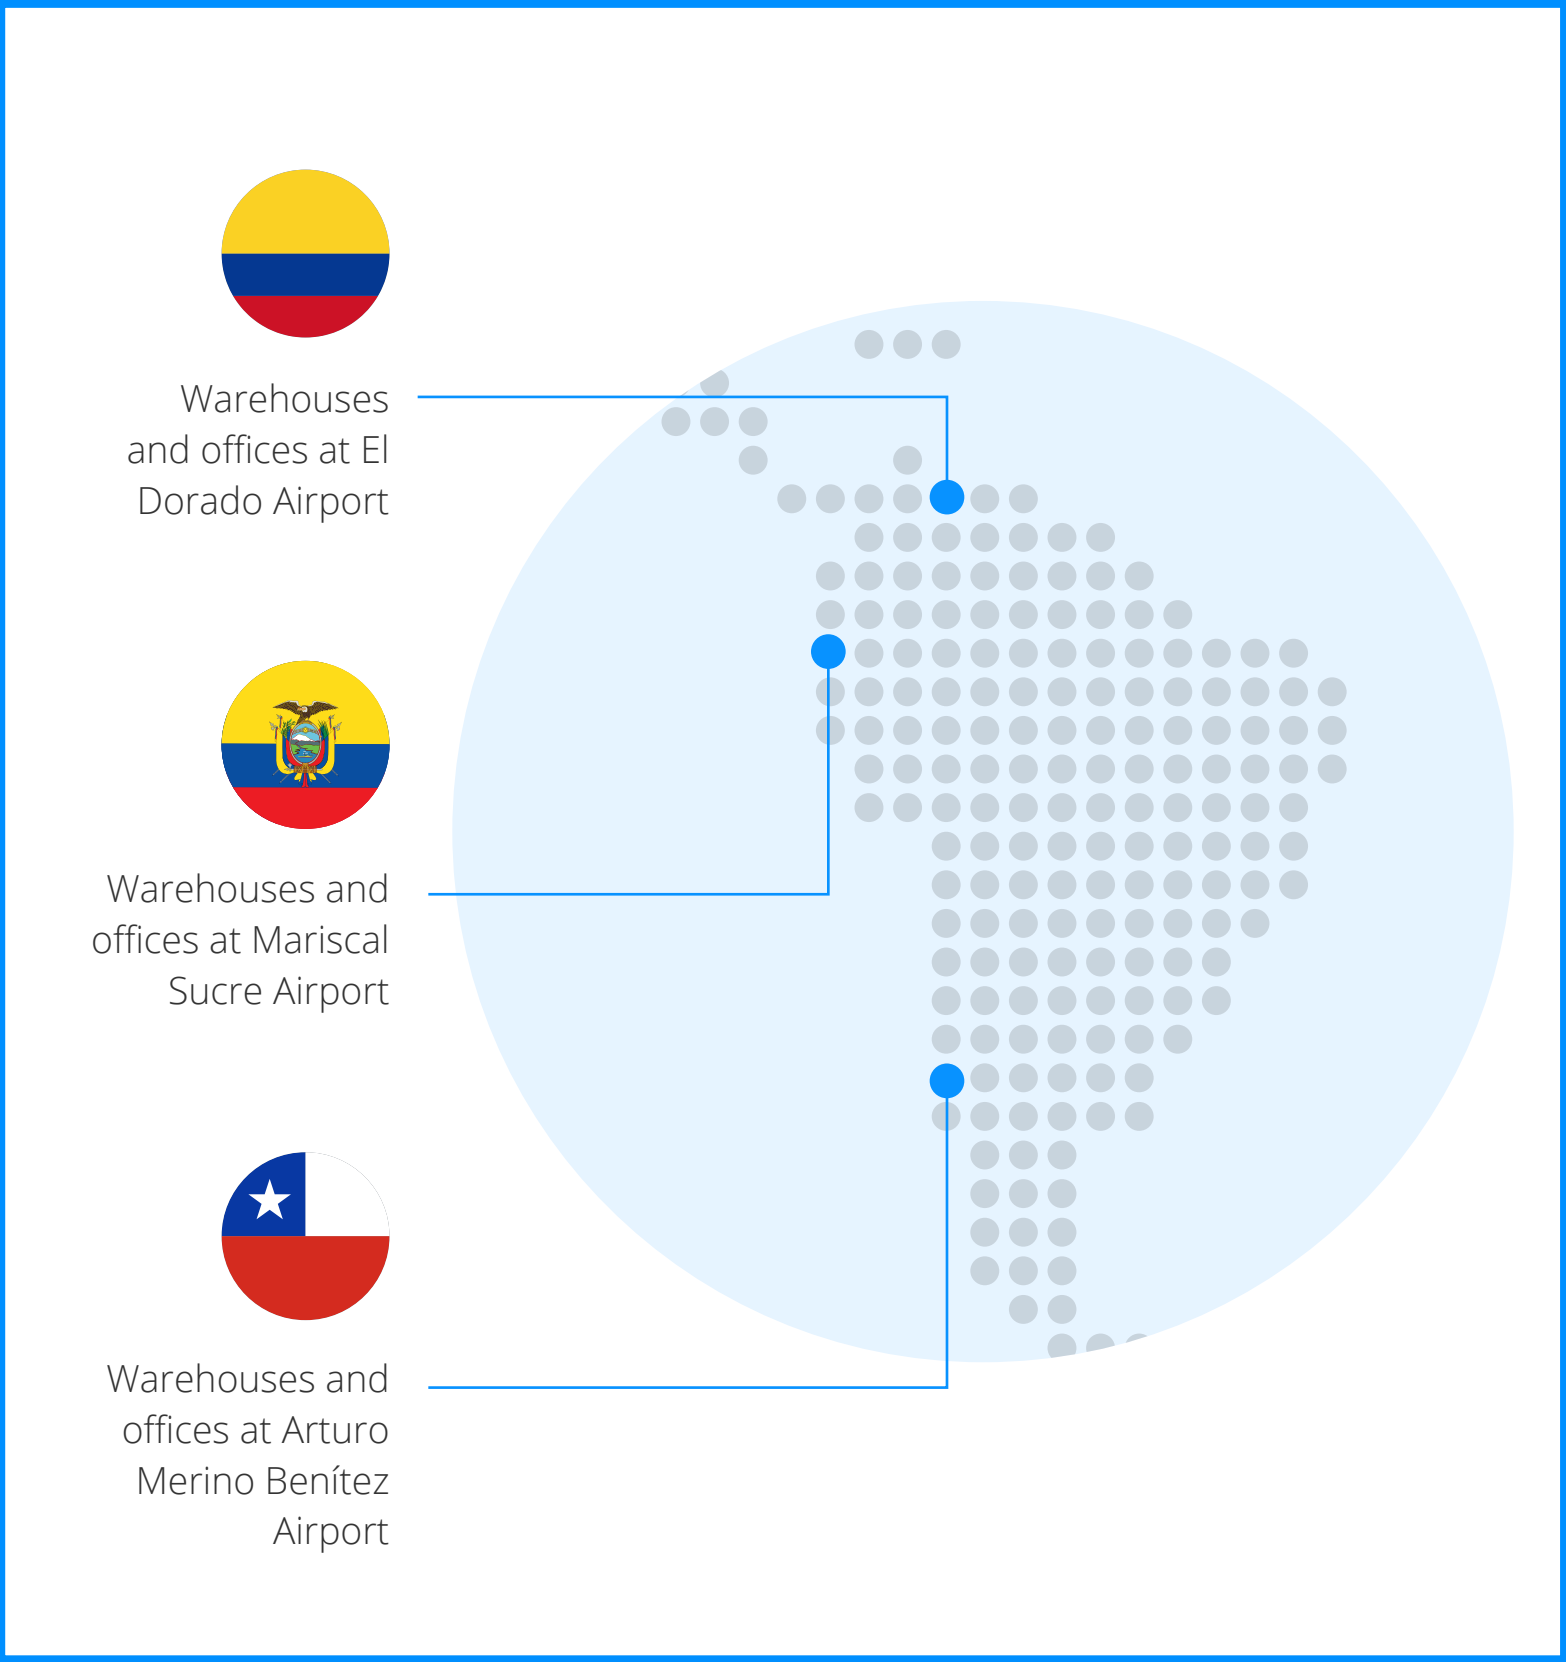 Warehouses
and offices at El
Dorado Airport
Warehouses and
offices at Mariscal
Sucre Airport
Warehouses and
offices at Arturo
Merino Benítez
Airport